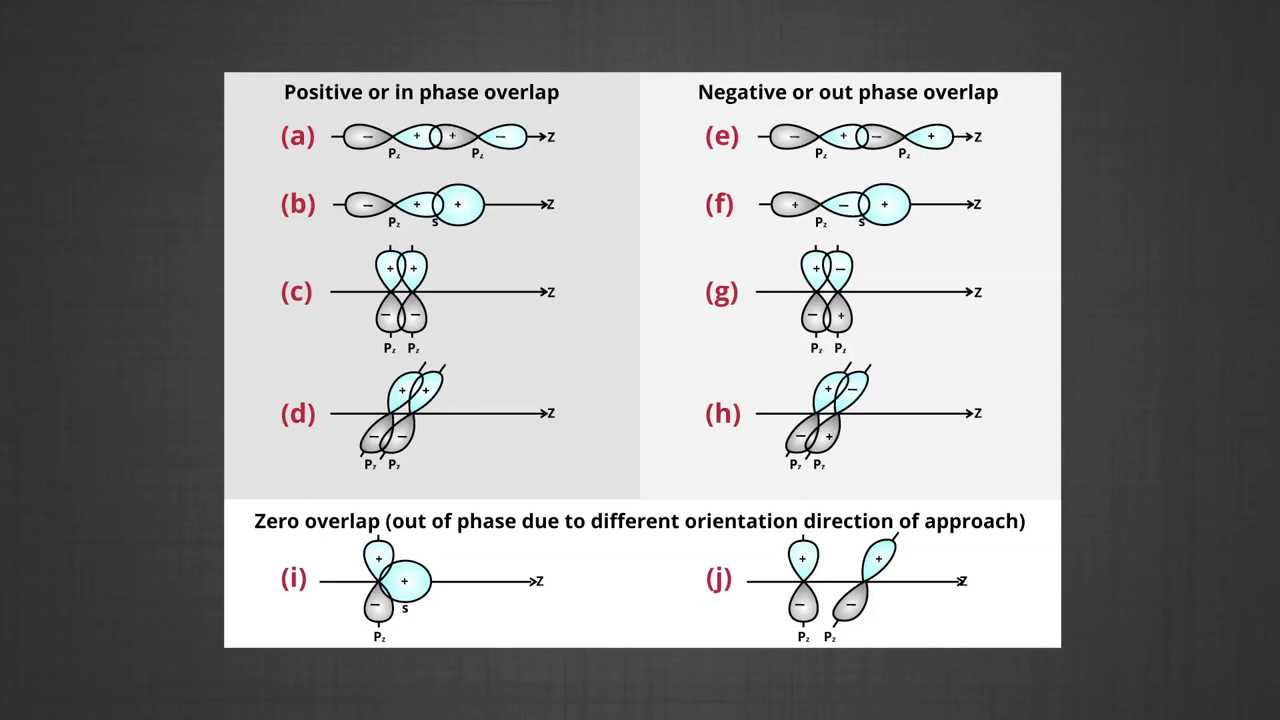 Positive or in phase overlap
(a) − + + − Z
Pz Pz
(b) − + + Z
Pz s
(c) + + Z
− −
Pz Pz
(d) + + Z
− −
Pz Pz
Negative or out phase overlap
(e) − + − + Z
Pz Pz
(f) + − + Z
Pz s
(g) + − Z
− +
Pz Pz
(h) + − Z
− +
Pz Pz
Zero overlap (out of phase due to different orientation direction of approach)
(i) + + Z
− s
Pz
(j) + + Z
− −
Pz Pz